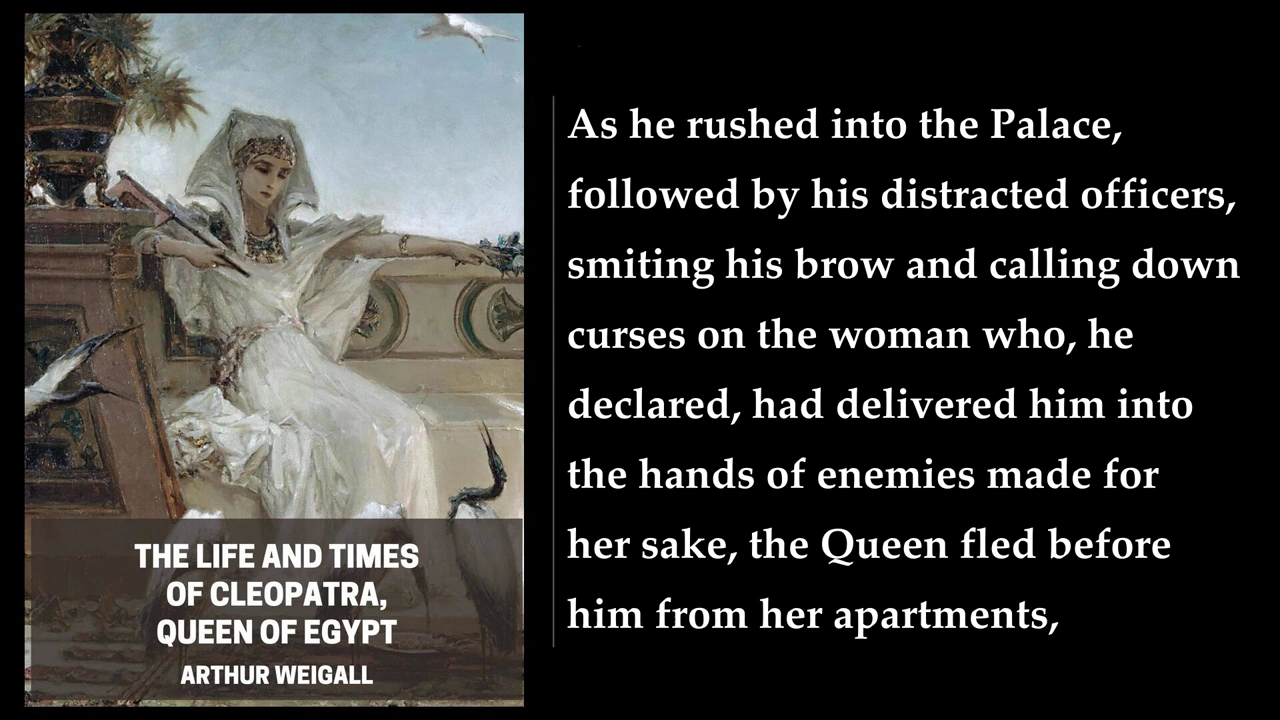 THE LIFE AND TIMES
OF CLEOPATRA,
QUEEN OF EGYPT
ARTHUR WEIGALL
As he rushed into the Palace,
followed by his distracted officers,
smiting his brow and calling down
curses on the woman who, he
declared, had delivered him into
the hands of enemies made for
her sake, the Queen fled before
him from her apartments,